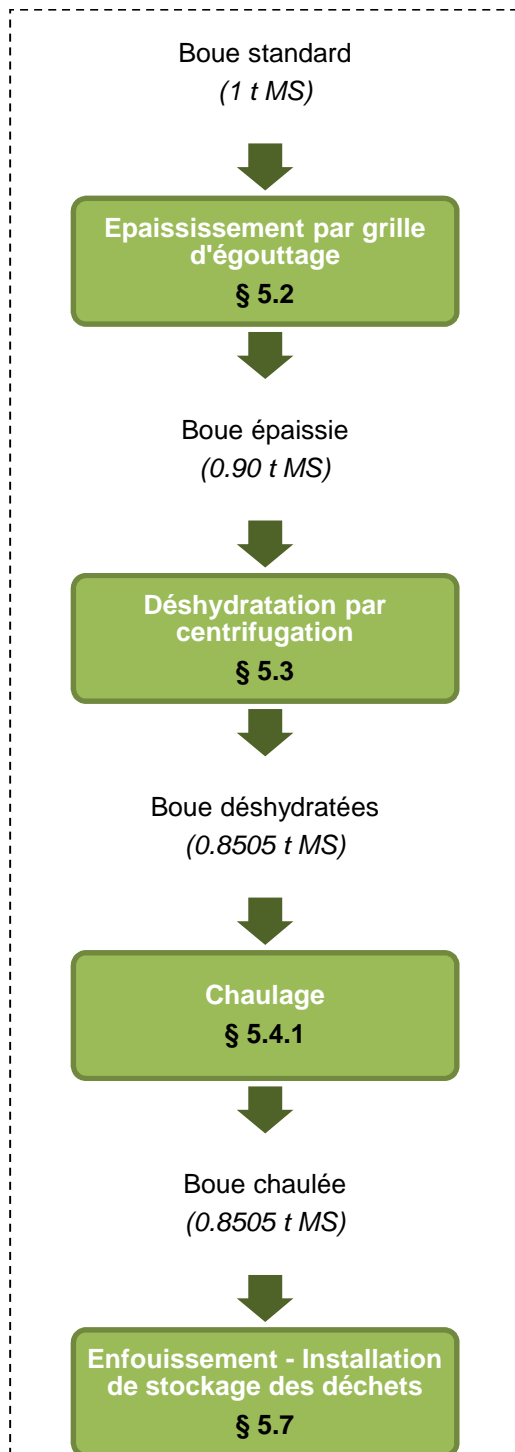 Boue standard
(1 t MS)
Epaississement par grille
d'égouttage
§ 5.2
Boue épaissie
(0.90 t MS)
Déshydratation par
centrifugation
§ 5.3
Boue déshydratées
(0.8505 t MS)
Chaulage
§ 5.4.1
Boue chaulée
(0.8505 t MS)
Enfouissement - Installation
de stockage des déchets
§ 5.7